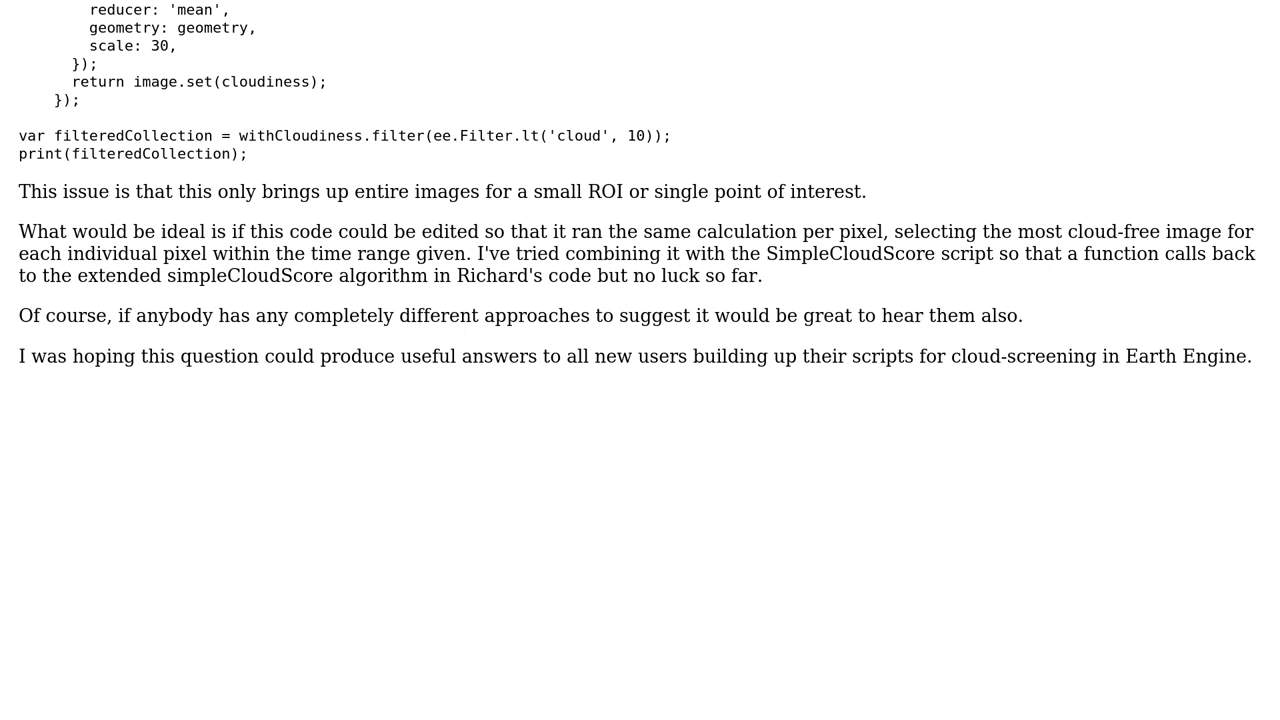 reducer: 'mean',
        geometry: geometry,
        scale: 30,
      });
      return image.set(cloudiness);
    });

var filteredCollection = withCloudiness.filter(ee.Filter.lt('cloud', 10));
print(filteredCollection);

This issue is that this only brings up entire images for a small ROI or single point of interest.

What would be ideal is if this code could be edited so that it ran the same calculation per pixel, selecting the most cloud-free image for
each individual pixel within the time range given. I've tried combining it with the SimpleCloudScore script so that a function calls back
to the extended simpleCloudScore algorithm in Richard's code but no luck so far.

Of course, if anybody has any completely different approaches to suggest it would be great to hear them also.

I was hoping this question could produce useful answers to all new users building up their scripts for cloud-screening in Earth Engine.